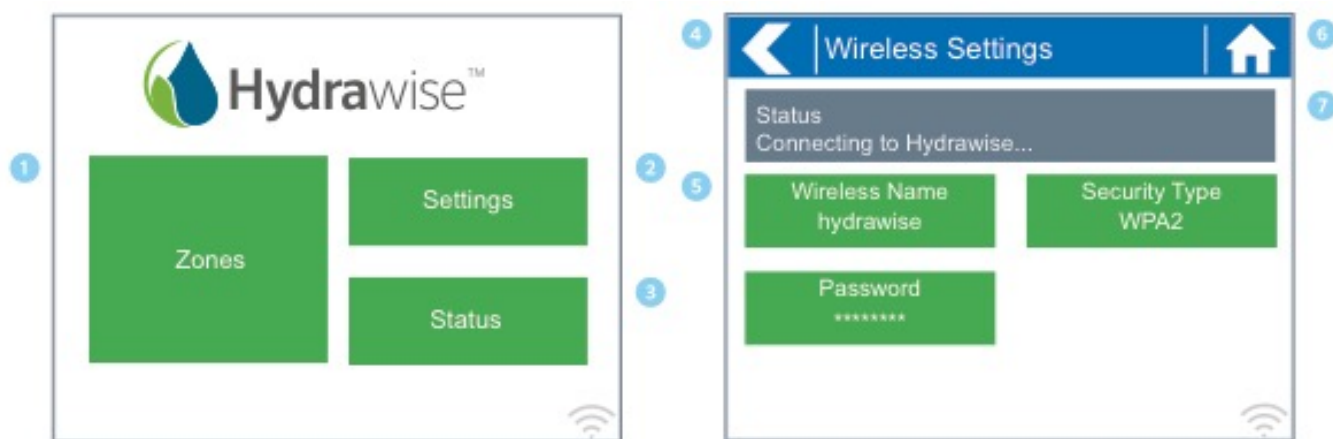 Hydrawise™
1
Zones
2
Settings
3
Status
4
Wireless Settings
6
7
Status
Connecting to Hydrawise...
5
Wireless Name
hydrawise
Security Type
WPA2
Password
********